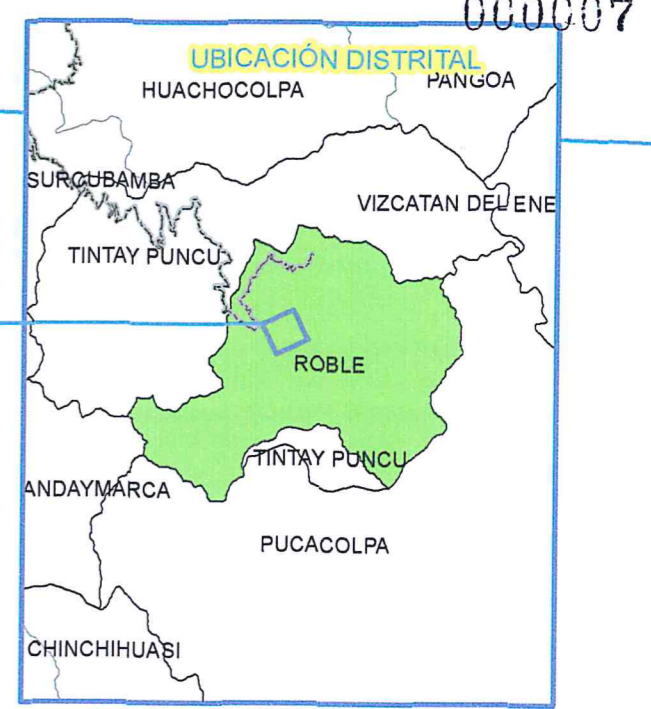 000007
UBICACIÓN DISTRITAL
HUACHOCOLPA
PANGOA
SURCUBAMBA
VIZCATAN DEL ENE
TINTAY PUNCU
ROBLE
TINTAY PUNCU
ANDAYMARCA
PUCACOLPA
CHINCHIHUASI